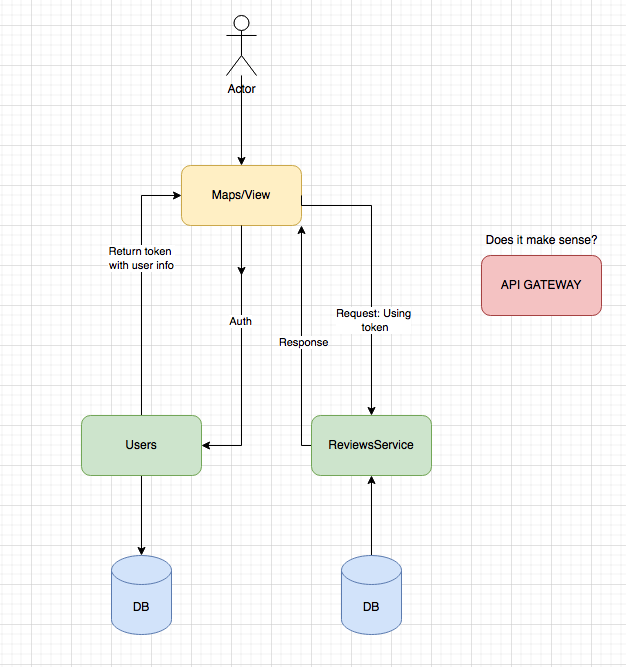 Actor
Maps/View
Does it make sense?
API GATEWAY
Return token
with user info
Auth
Request: Using
token
Response
Users
ReviewsService
DB
DB